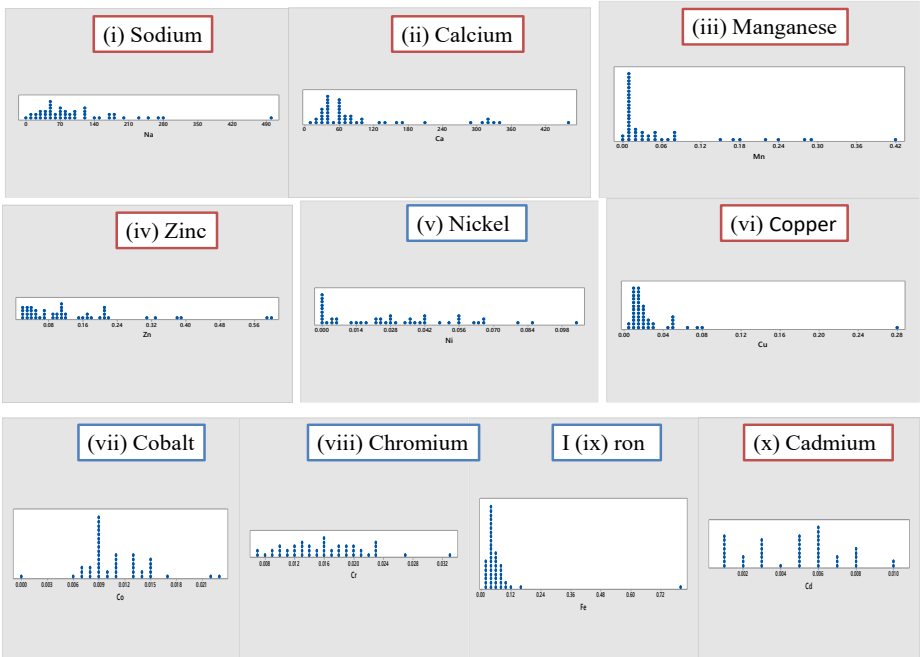 (i) Sodium
(ii) Calcium
(iii) Manganese
0 70 140 210 280 350 420 490
Na
0 60 120 180 240 300 360 420
Ca
0.00 0.06 0.12 0.18 0.24 0.30 0.36 0.42
Mn
(iv) Zinc
(v) Nickel
(vi) Copper
0.08 0.16 0.24 0.32 0.40 0.48 0.56
Zn
0.000 0.014 0.028 0.042 0.056 0.070 0.084 0.098
Ni
0.00 0.04 0.08 0.12 0.16 0.20 0.24 0.28
Cu
(vii) Cobalt
(viii) Chromium
I (ix) ron
(x) Cadmium
0.000 0.003 0.006 0.009 0.012 0.015 0.018 0.021
Co
0.008 0.012 0.016 0.020 0.024 0.028 0.032
Cr
0.00 0.12 0.24 0.36 0.48 0.60 0.72
Fe
0.002 0.004 0.006 0.008 0.010
Cd